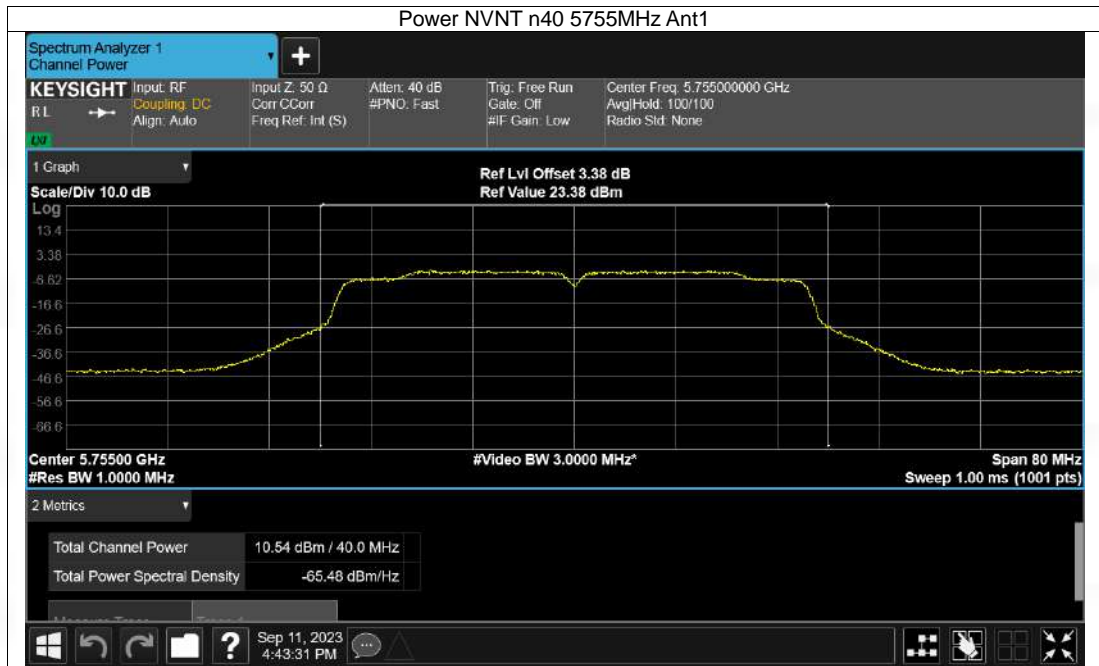 Power NVNT n40 5755MHz Ant1
Spectrum Analyzer 1
Channel Power
KEYSIGHT
R L
LXI
Input: RF
Coupling: DC
Align: Auto
Input Z: 50 Ω
Corr CCorr
Freq Ref: Int (S)
Atten: 40 dB
#PNO: Fast
Trig: Free Run
Gate: Off
#IF Gain: Low
Center Freq: 5.755000000 GHz
Avg|Hold: 100/100
Radio Std: None
1 Graph
Scale/Div 10.0 dB
Ref Lvl Offset 3.38 dB
Ref Value 23.38 dBm
Log
13.4
3.38
-6.62
-16.6
-26.6
-36.6
-46.6
-56.6
-66.6
Center 5.75500 GHz
#Video BW 3.0000 MHz*
Span 80 MHz
#Res BW 1.0000 MHz
Sweep 1.00 ms (1001 pts)
2 Metrics
Total Channel Power 10.54 dBm / 40.0 MHz
Total Power Spectral Density -65.48 dBm/Hz
Sep 11, 2023
4:43:31 PM